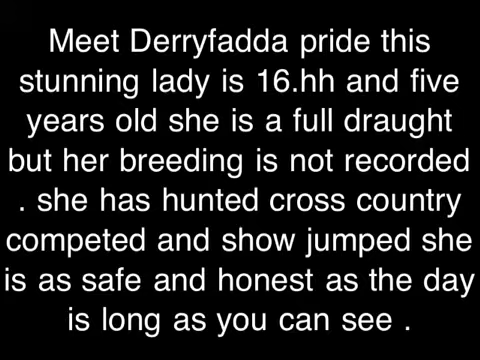 Meet Derryfadda pride this
stunning lady is 16.hh and five
years old she is a full draught
but her breeding is not recorded
. she has hunted cross country
competed and show jumped she
is as safe and honest as the day
is long as you can see .